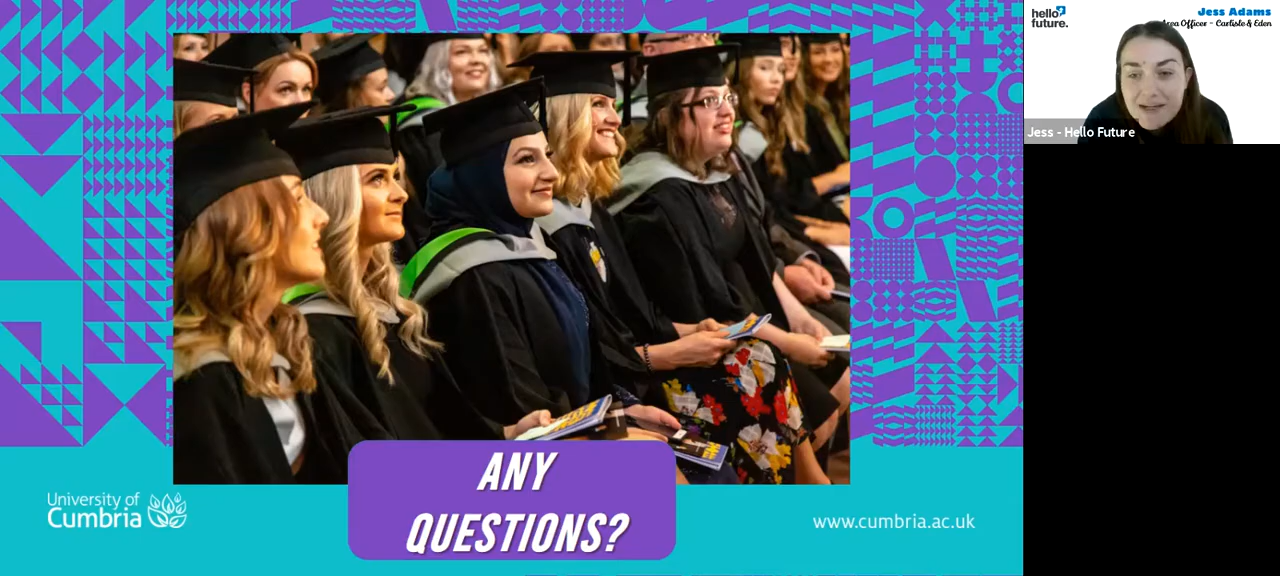 hello
future.
Jess Adams
Area Officer - Carlisle & Eden
Jess - Hello Future
ANY
QUESTIONS?
University of
Cumbria
www.cumbria.ac.uk